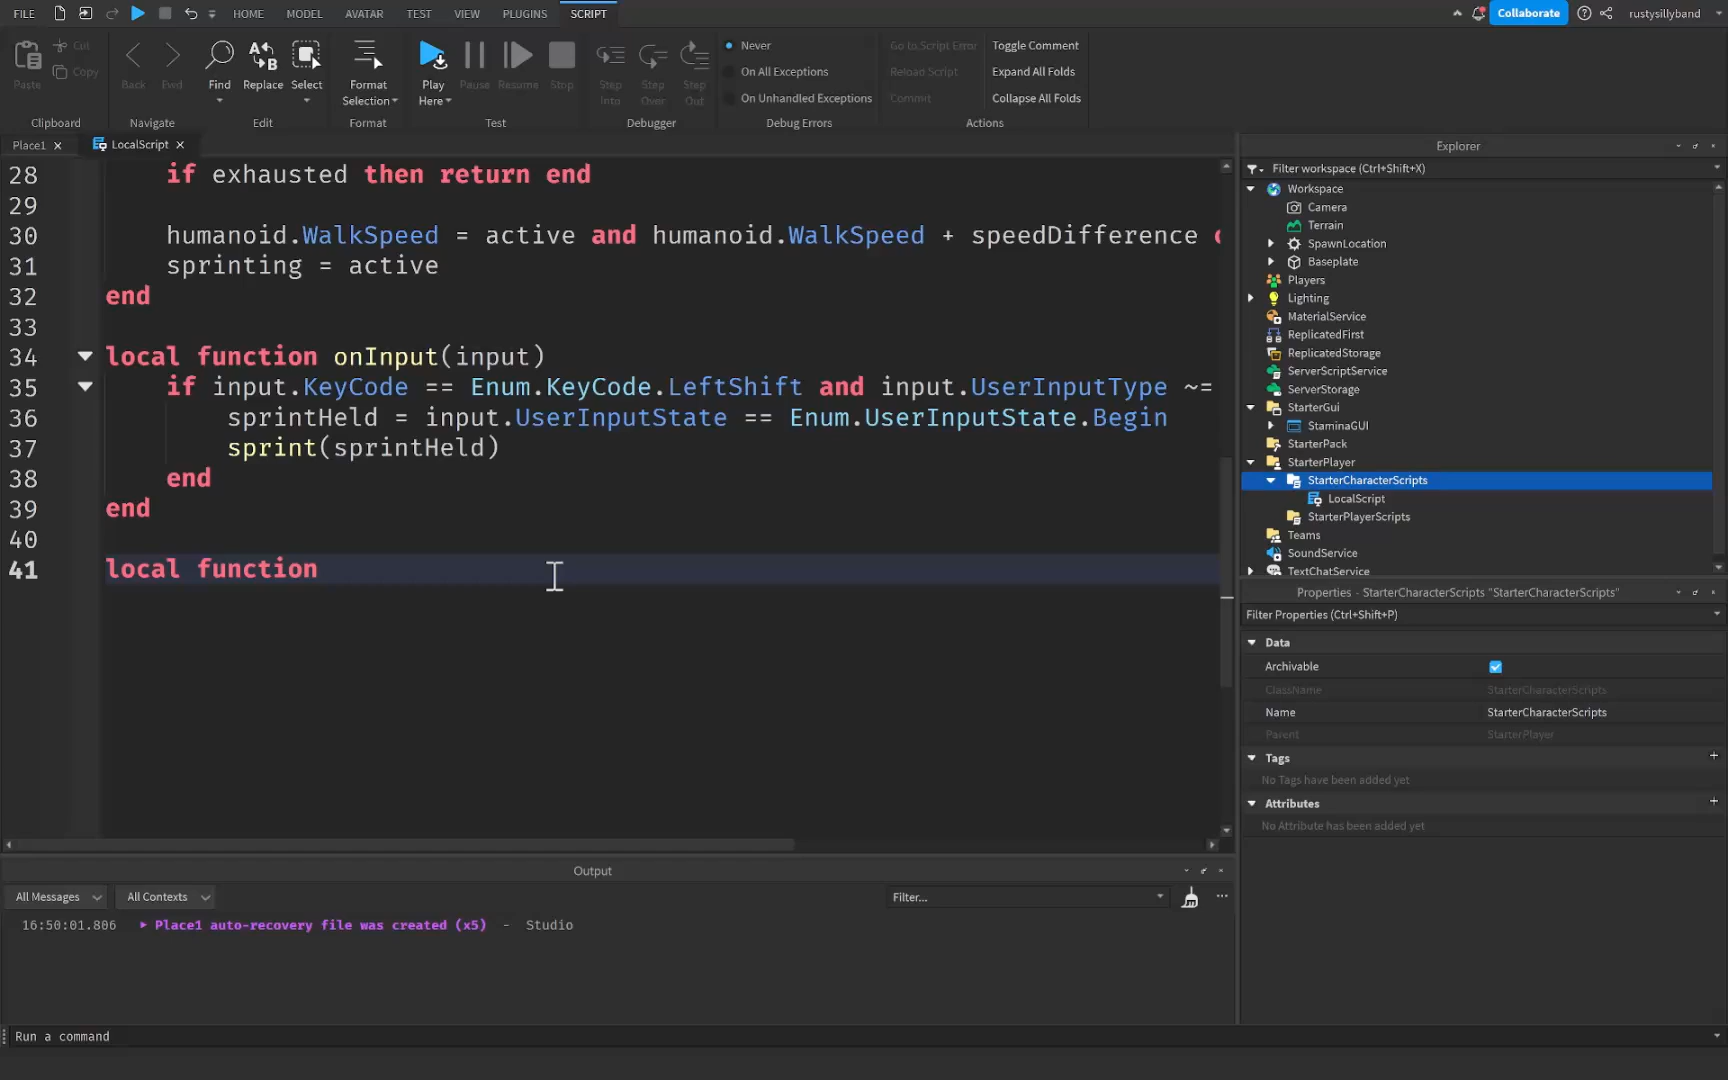 FILE HOME MODEL AVATAR TEST VIEW PLUGINS SCRIPT Collaborate rustysillyband
Paste Cut Copy
Back Fwd
Find Replace Select
Format Selection
Play Here Pause Resume Stop
Step Into Step Over Step Out
Never
On All Exceptions
On Unhandled Exceptions
Go to Script Error
Reload Script
Commit
Toggle Comment
Expand All Folds
Collapse All Folds
Clipboard Navigate Edit Format Test Debugger Debug Errors Actions
Place1 LocalScript
28 if exhausted then return end
29
30 humanoid.WalkSpeed = active and humanoid.WalkSpeed + speedDifference
31 sprinting = active
32 end
33
34 local function onInput(input)
35 if input.KeyCode == Enum.KeyCode.LeftShift and input.UserInputType ~=
36 sprintHeld = input.UserInputState == Enum.UserInputState.Begin
37 sprint(sprintHeld)
38 end
39 end
40
41 local function
Explorer
Filter workspace (Ctrl+Shift+X)
Workspace
Camera
Terrain
SpawnLocation
Baseplate
Players
Lighting
MaterialService
ReplicatedFirst
ReplicatedStorage
ServerScriptService
ServerStorage
StarterGui
StaminaGUI
StarterPack
StarterPlayer
StarterCharacterScripts
LocalScript
StarterPlayerScripts
Teams
SoundService
TextChatService
Properties - StarterCharacterScripts "StarterCharacterScripts"
Filter Properties (Ctrl+Shift+P)
Data
Archivable
ClassName StarterCharacterScripts
Name StarterCharacterScripts
Parent StarterPlayer
Tags
No Tags have been added yet
Attributes
No Attribute has been added yet
Output
All Messages All Contexts Filter...
16:50:01.806 Place1 auto-recovery file was created (x5) - Studio
Run a command